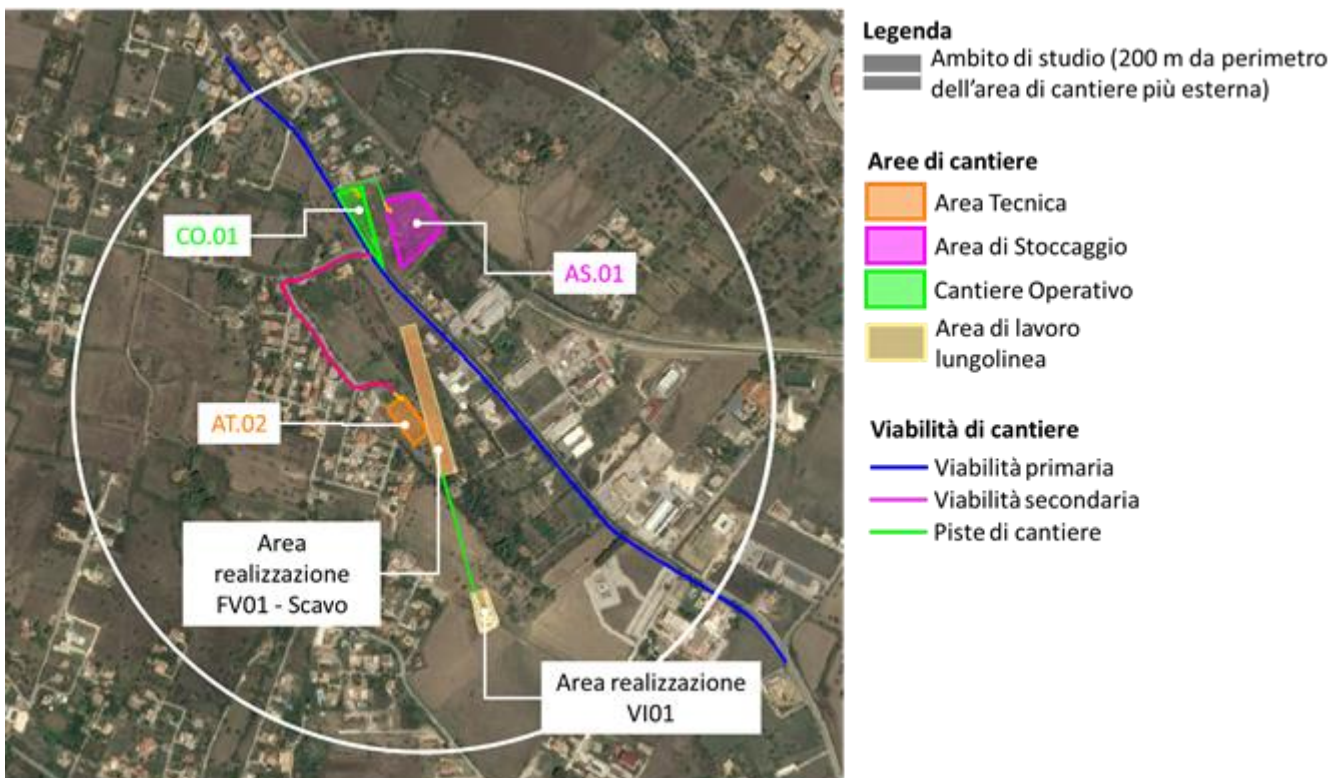 CO.01
AS.01
AT.02
Area
realizzazione
FV01 - Scavo
Area realizzazione
VI01
Legenda
Ambito di studio (200 m da perimetro
dell'area di cantiere più esterna)
Aree di cantiere
Area Tecnica
Area di Stoccaggio
Cantiere Operativo
Area di lavoro
lungolinea
Viabilità di cantiere
Viabilità primaria
Viabilità secondaria
Piste di cantiere